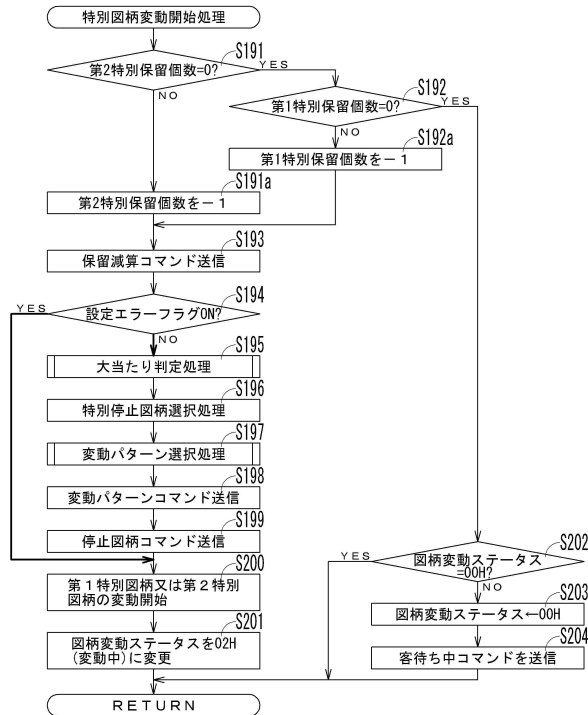 特別図柄変動開始処理
S191
第2特別保留個数=0?
YES
NO
S192
第1特別保留個数=0?
YES
NO
S192a
第1特別保留個数を－1
S191a
第2特別保留個数を－1
S193
保留減算コマンド送信
S194
設定エラーフラグON?
YES
NO
S195
大当たり判定処理
S196
特別停止図柄選択処理
S197
変動パターン選択処理
S198
変動パターンコマンド送信
S199
停止図柄コマンド送信
S200
第1特別図柄又は第2特別
図柄の変動開始
S201
図柄変動ステータスを02H
(変動中)に変更
S202
図柄変動ステータス
=00H?
YES
NO
S203
図柄変動ステータス←00H
S204
客待ち中コマンドを送信
RETURN